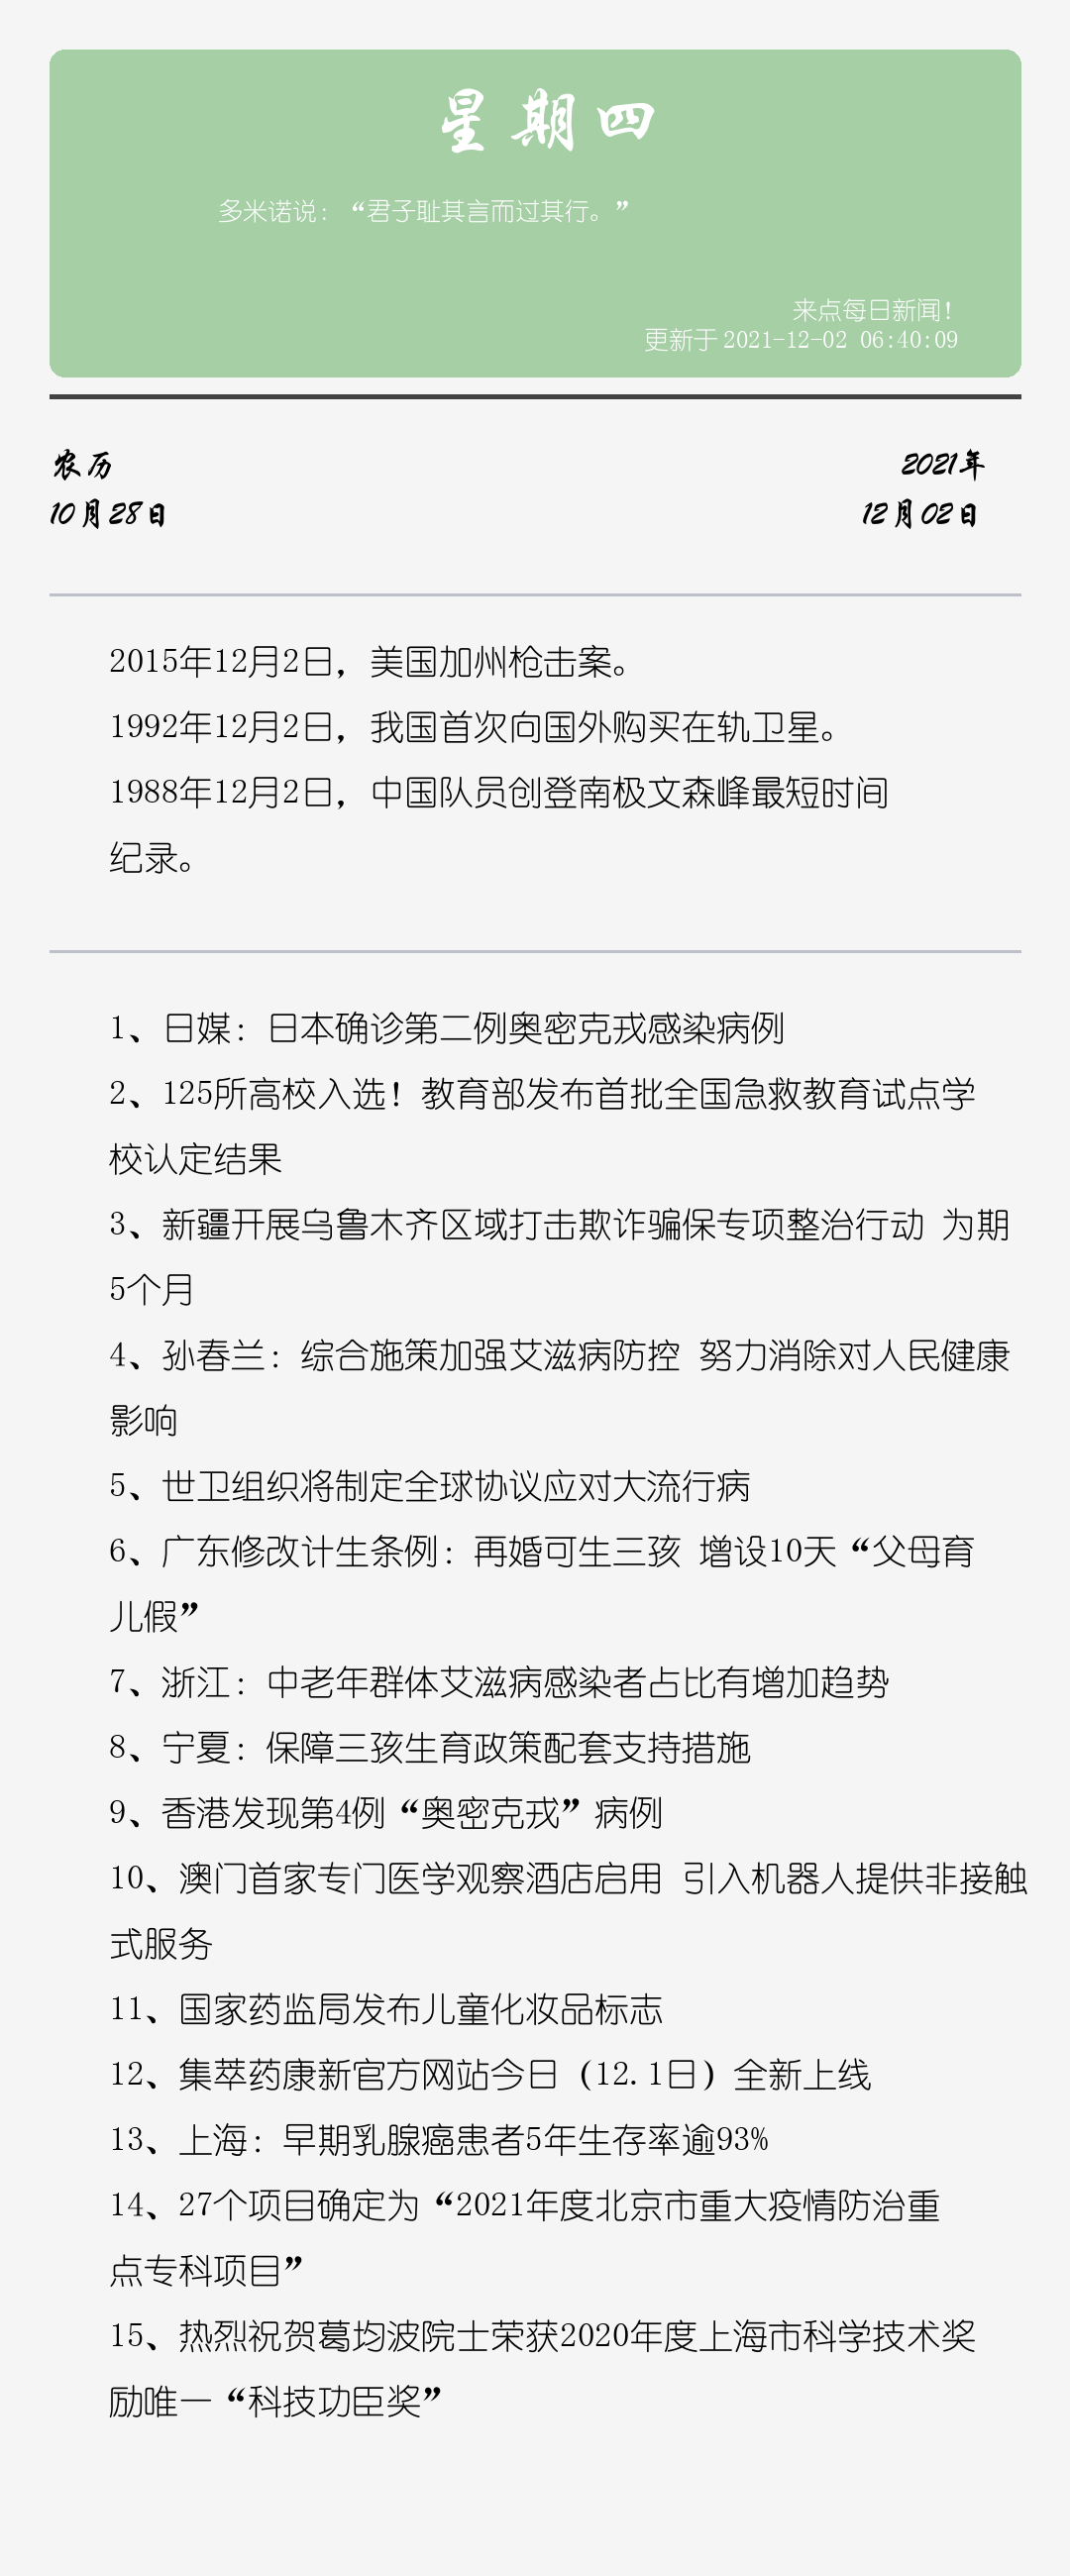 星期四
多米诺说：“君子耻其言而过其行。”
来点每日新闻！
更新于 2021-12-02 06:40:09
农历
10月28日
2021年
12月02日
2015年12月2日，美国加州枪击案。
1992年12月2日，我国首次向国外购买在轨卫星。
1988年12月2日，中国队员创登南极文森峰最短时间
纪录。
1、日媒：日本确诊第二例奥密克戎感染病例
2、125所高校入选！教育部发布首批全国急救教育试点学
校认定结果
3、新疆开展乌鲁木齐区域打击欺诈骗保专项整治行动 为期
5个月
4、孙春兰：综合施策加强艾滋病防控 努力消除对人民健康
影响
5、世卫组织将制定全球协议应对大流行病
6、广东修改计生条例：再婚可生三孩 增设10天“父母育
儿假”
7、浙江：中老年群体艾滋病感染者占比有增加趋势
8、宁夏：保障三孩生育政策配套支持措施
9、香港发现第4例“奥密克戎”病例
10、澳门首家专门医学观察酒店启用 引入机器人提供非接触
式服务
11、国家药监局发布儿童化妆品标志
12、集萃药康新官方网站今日（12.1日）全新上线
13、上海：早期乳腺癌患者5年生存率逾93%
14、27个项目确定为“2021年度北京市重大疫情防治重
点专科项目”
15、热烈祝贺葛均波院士荣获2020年度上海市科学技术奖
励唯一“科技功臣奖”